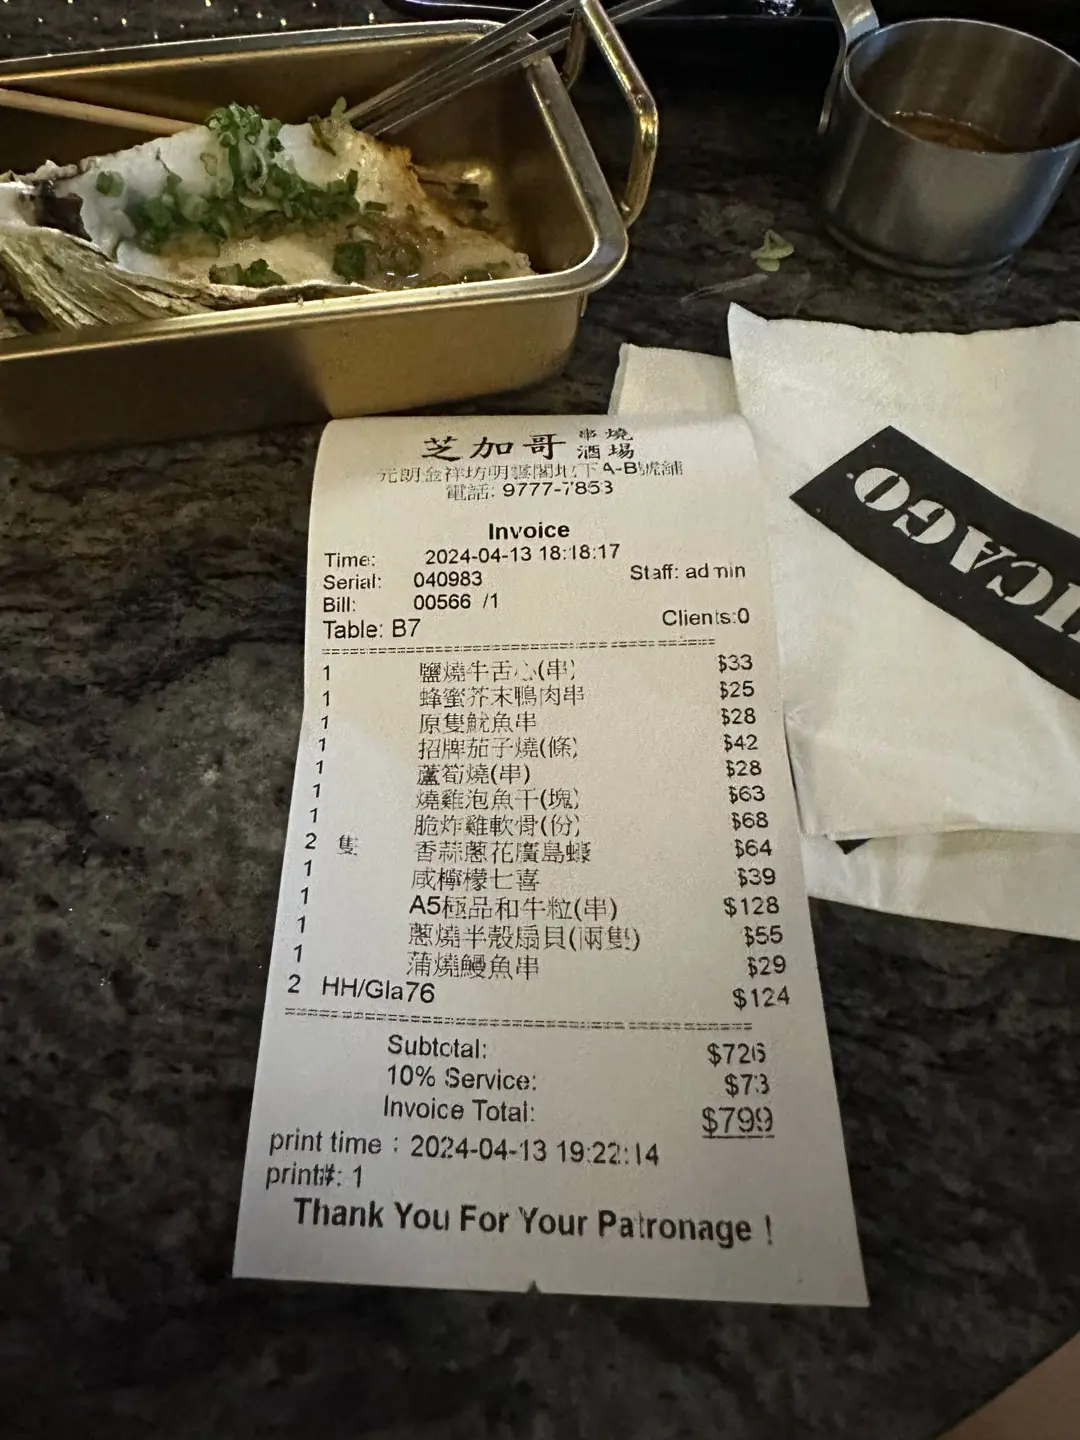 芝加哥 串燒酒場
元朗金祥坊明雲閣地下A-B號舖
電話: 9777-7853
Invoice
Time: 2024-04-13 18:18:17
Serial: 040983 Staff: admin
Bill: 00566 /1
Table: B7 Clients:0
1 鹽燒牛舌心(串) $33
1 蜂蜜芥末鴨肉串 $25
1 原隻魷魚串 $28
1 招牌茄子燒(條) $42
1 蘆筍燒(串) $28
1 燒雞泡魚干(塊) $63
1 脆炸雞軟骨(份) $68
2 隻 香蒜蔥花廣島蠔 $64
1 咸檸檬七喜 $39
1 A5極品和牛粒(串) $128
1 蔥燒半殼扇貝(兩隻) $55
1 蒲燒鰻魚串 $29
2 HH/Gla76 $124
Subtotal: $726
10% Service: $73
Invoice Total: $799
print time : 2024-04-13 19:22:14
print#: 1
Thank You For Your Patronage !
ICAGO